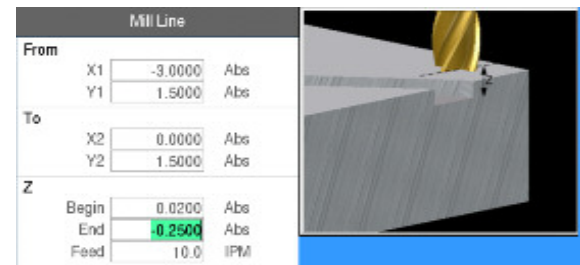 Mill Line
From
X1 -3.0000 Abs
Y1 1.5000 Abs
To
X2 0.0000 Abs
Y2 1.5000 Abs
Z
Begin 0.0200 Abs
End -0.2500 Abs
Feed 10.0 IPM
Z